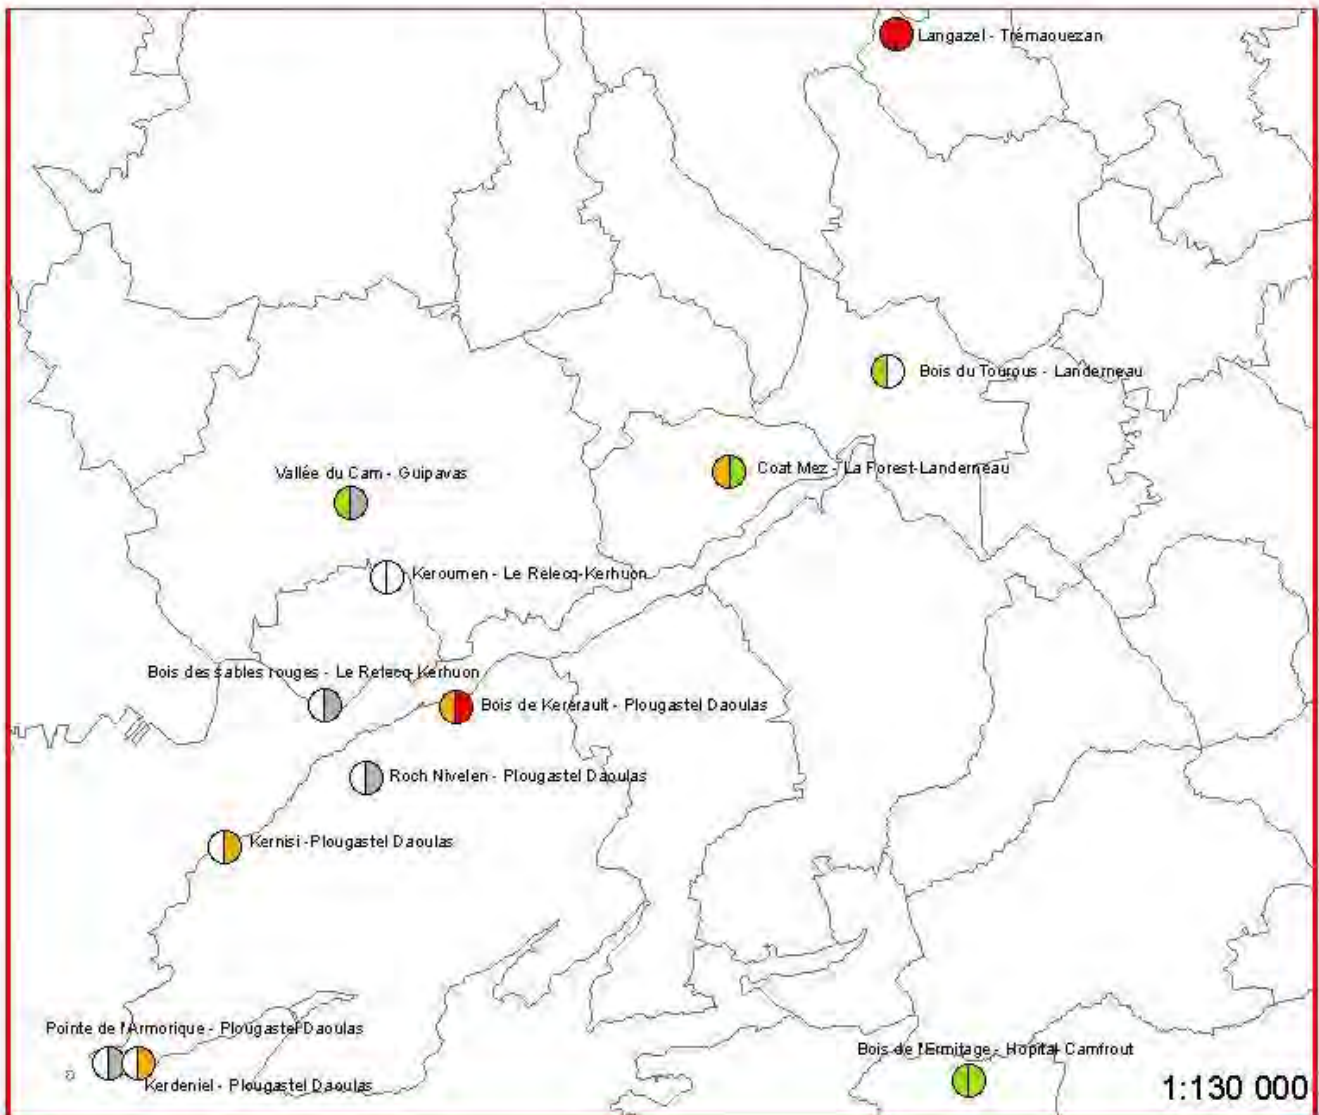 Langazel - Trémaouezan
Bois du Tourous - Landerneau
Coat Mez - La Forest-Landerneau
Vallée du Cam - Guipavas
Keroumen - Le Relecq-Kerhuon
Bois des sables rouges - Le Relecq-Kerhuon
Bois de Kerérault - Plougastel Daoulas
Roch Nivelen - Plougastel Daoulas
Kernisi - Plougastel Daoulas
Pointe de l'Armorique - Plougastel Daoulas
Kerdeniel - Plougastel Daoulas
Bois de l'Ermitage - Hopital Camfrout
1:130 000